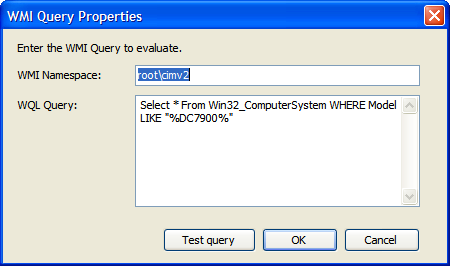 WMI Query Properties
Enter the WMI Query to evaluate.
WMI Namespace:
root\cimv2
WQL Query:
Select * From Win32_ComputerSystem WHERE Model
LIKE "%DC7900%"
Test query
OK
Cancel